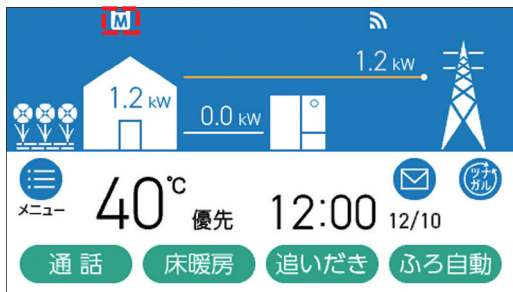 M
1.2 kW
1.2 kW
0.0 kW
メニュー
40℃ 優先
12:00 12/10
ツナガル
通話 床暖房 追いだき ふろ自動